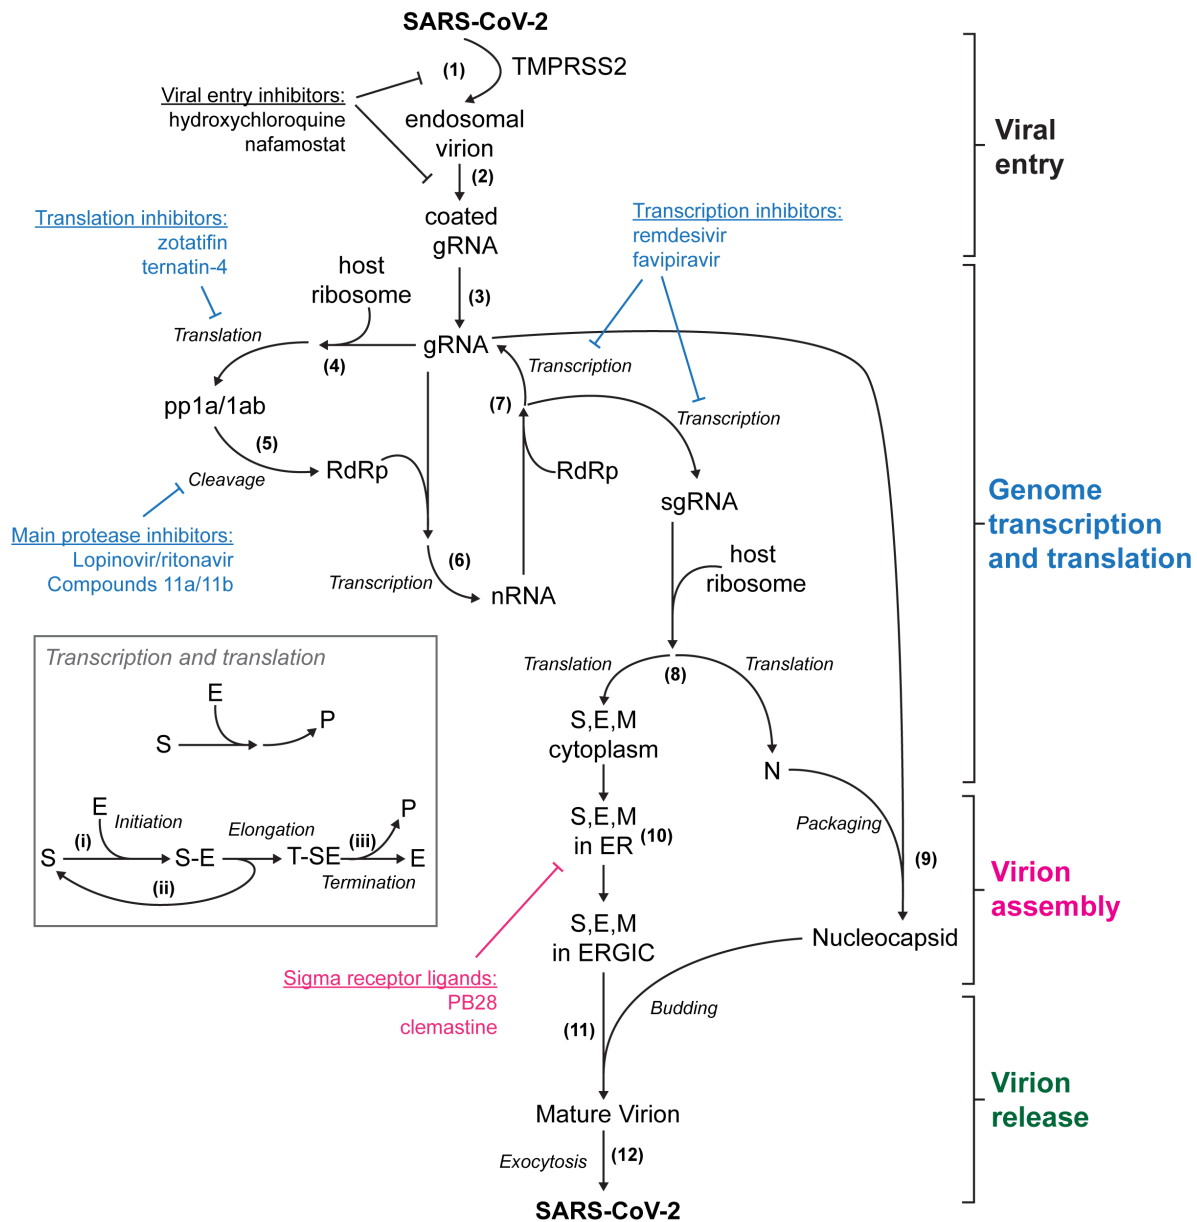 SARS-CoV-2
(1)
TMPRSS2
Viral entry inhibitors:
hydroxychloroquine
nafamostat
endosomal
virion
(2)
Viral
entry
coated
gRNA
Translation inhibitors:
zotatifin
ternatin-4
Transcription inhibitors:
remdesivir
favipiravir
host
ribosome
(3)
Translation
(4)
gRNA
Transcription
pp1a/1ab
(7)
Transcription
(5)
Cleavage
RdRp
RdRp
sgRNA
Genome
transcription
and translation
Main protease inhibitors:
Lopinovir/ritonavir
Compounds 11a/11b
Transcription
(6)
nRNA
host
ribosome
Translation
(8)
Translation
Transcription and translation
E
S
P
E
Initiation
(i)
S
S-E
Elongation
(ii)
T-SE
(iii)
P
E
Termination
S,E,M
cytoplasm
N
S,E,M
in ER
(10)
Packaging
(9)
Virion
assembly
S,E,M
in ERGIC
Nucleocapsid
Sigma receptor ligands:
PB28
clemastine
(11)
Budding
Virion
release
Mature Virion
Exocytosis
(12)
SARS-CoV-2